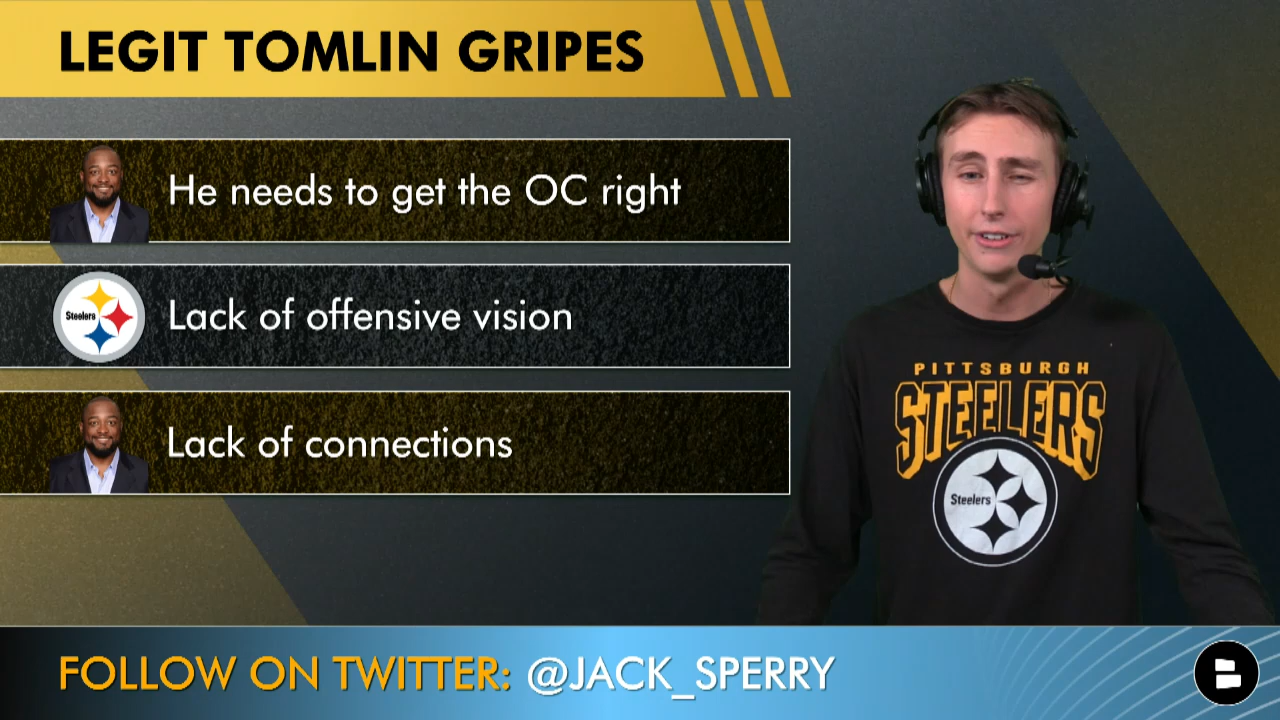 LEGIT TOMLIN GRIPES
He needs to get the OC right
Steelers
Lack of offensive vision
Lack of connections
PITTSBURGH
STEELERS
Steelers
FOLLOW ON TWITTER: @JACK_SPERRY